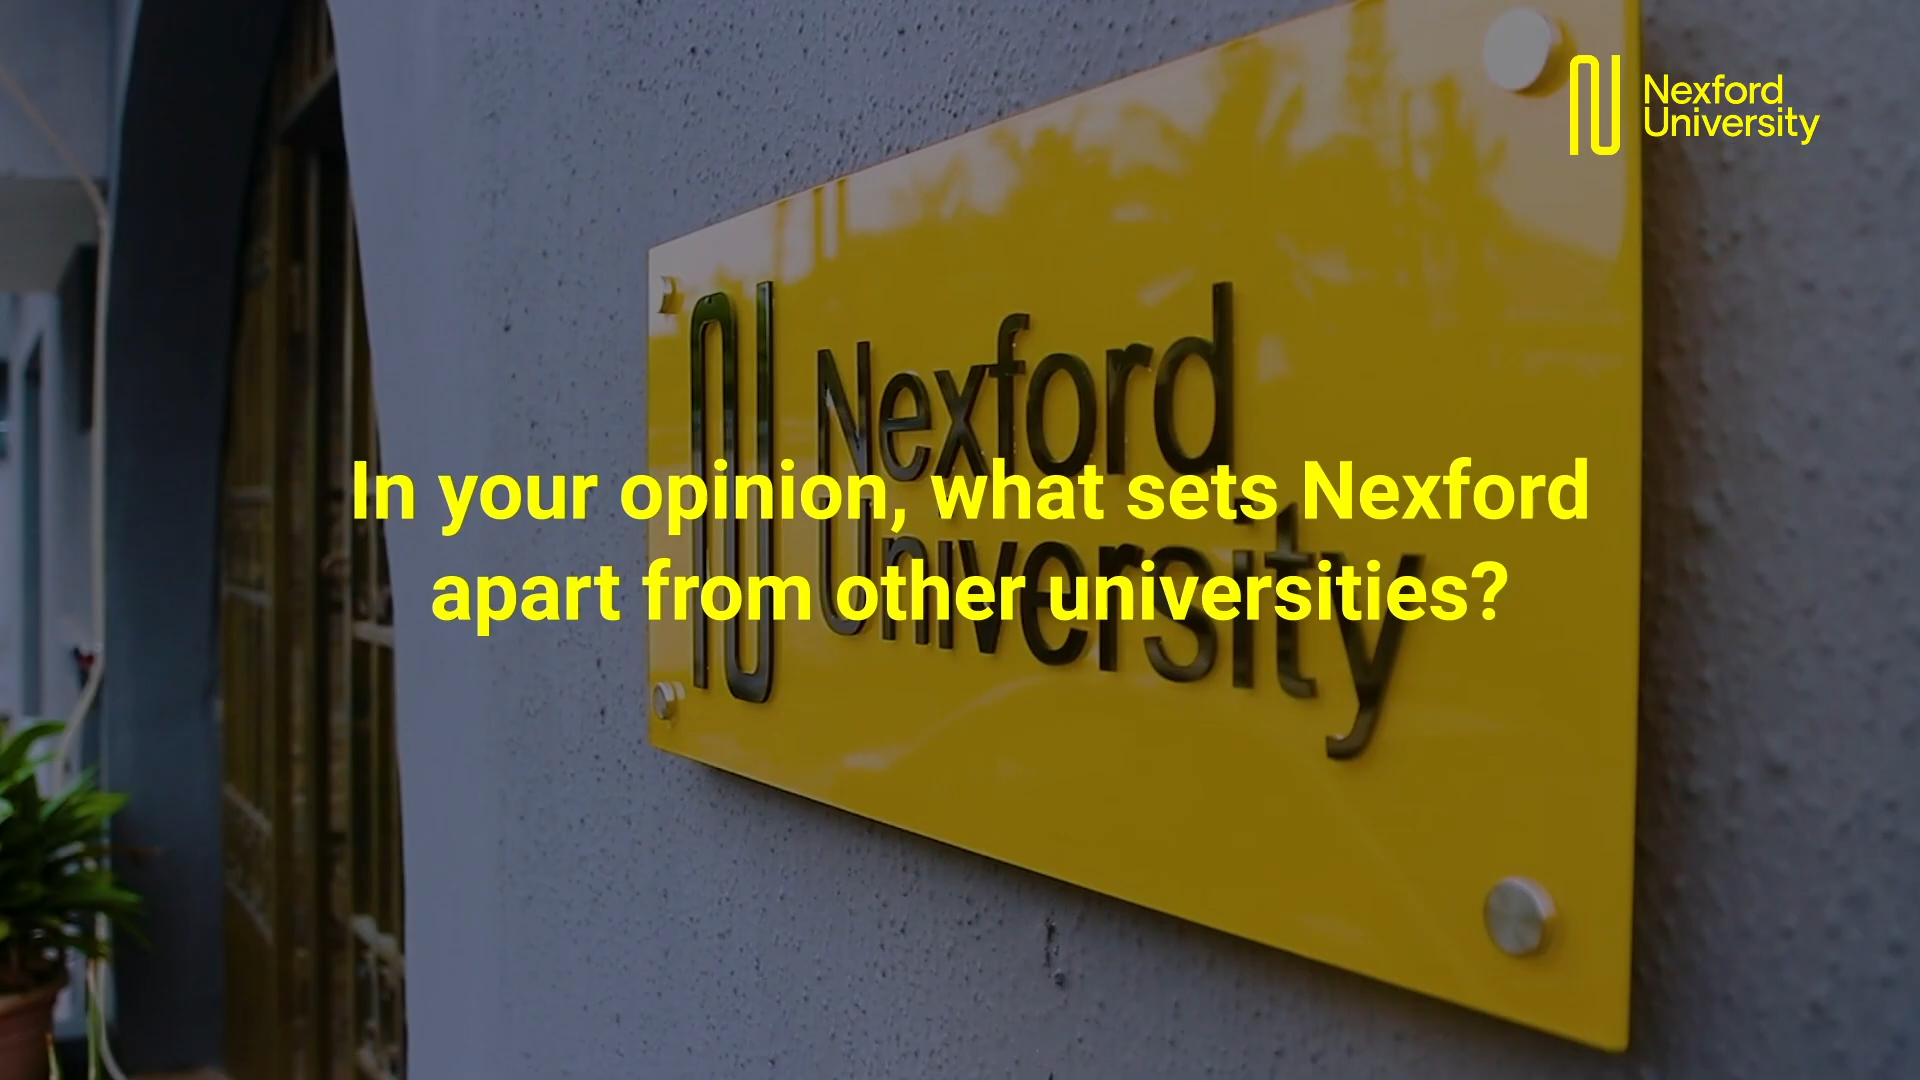 Nexford
University
Nexford
University
In your opinion, what sets Nexford
apart from other universities?